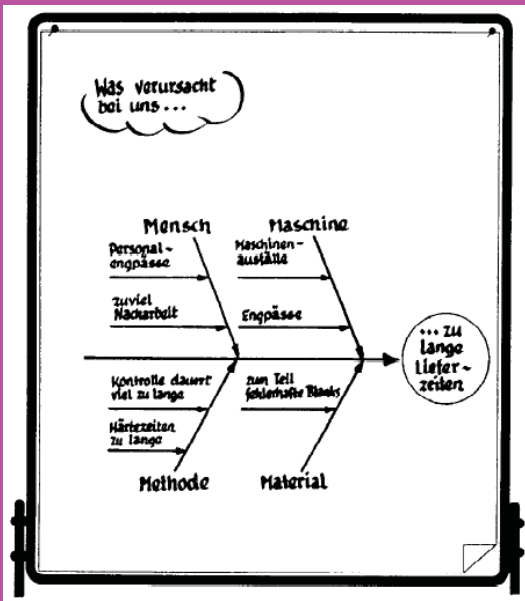 Was verursacht
bei uns...
Mensch
Maschine
Personal-
engpässe
Maschinen-
ausfälle
zuviel
Nacharbeit
Engpässe
... zu
lange
Liefer-
zeiten
Kontrolle dauert
viel zu lange
zum Teil
fehlerhafte Blanks
Härtezeiten
zu lange
Methode
Material